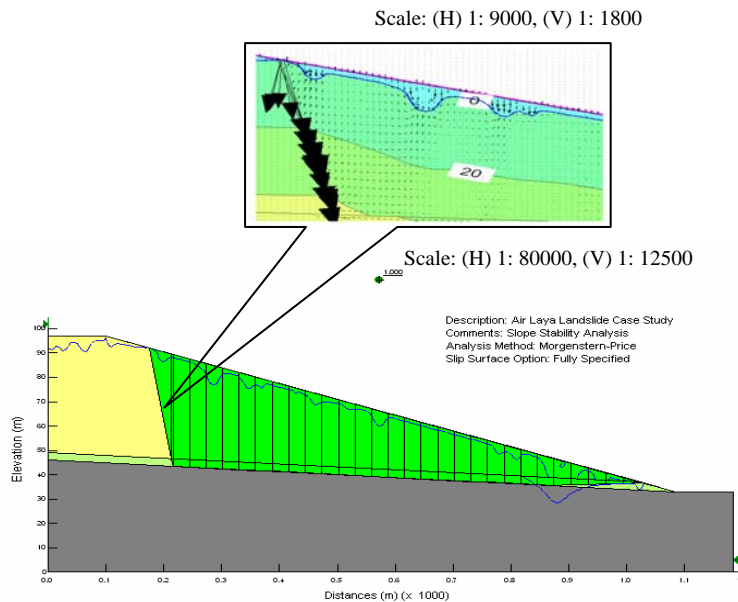 Scale: (H) 1: 9000, (V) 1: 1800
0
20
Scale: (H) 1: 80000, (V) 1: 12500
1.000
Description: Air Laya Landslide Case Study
Comments: Slope Stability Analysis
Analysis Method: Morgenstern-Price
Slip Surface Option: Fully Specified
Elevation (m)
100
90
80
70
60
50
40
30
20
10
0
0.0 0.1 0.2 0.3 0.4 0.5 0.6 0.7 0.8 0.9 1.0 1.1
Distances (m) (x 1000)